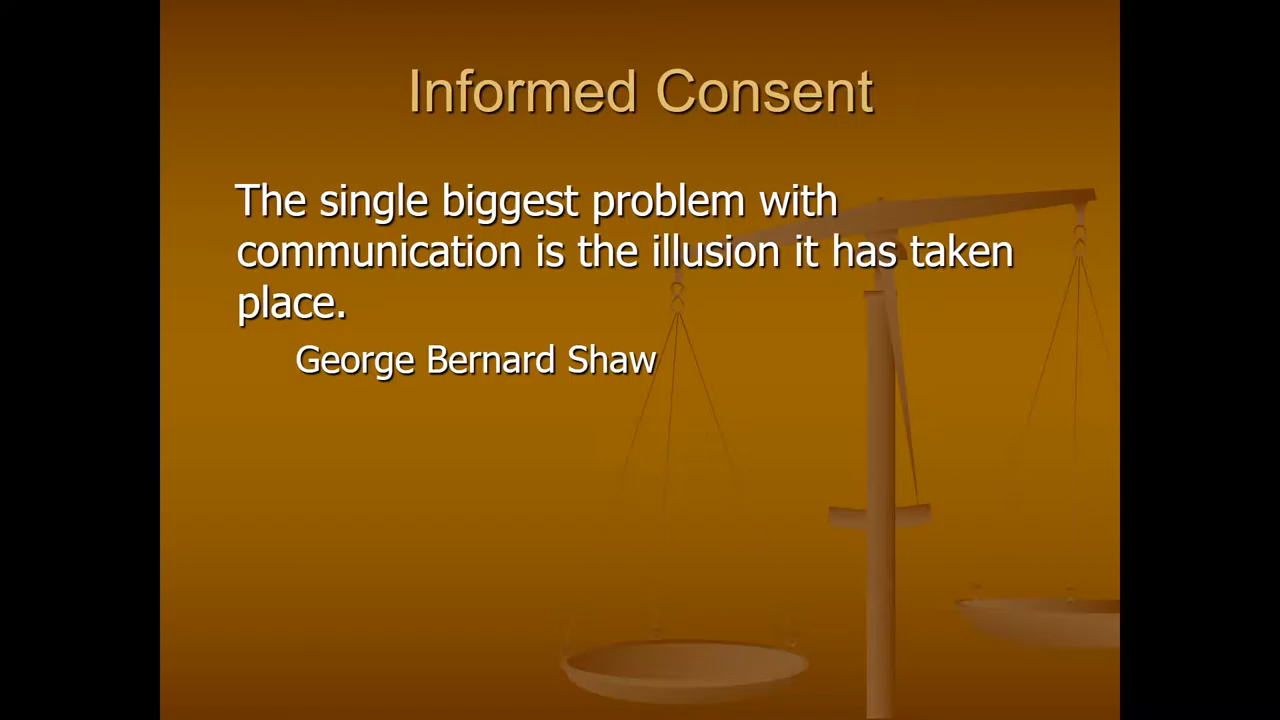 Informed Consent
The single biggest problem with
communication is the illusion it has taken
place.
George Bernard Shaw